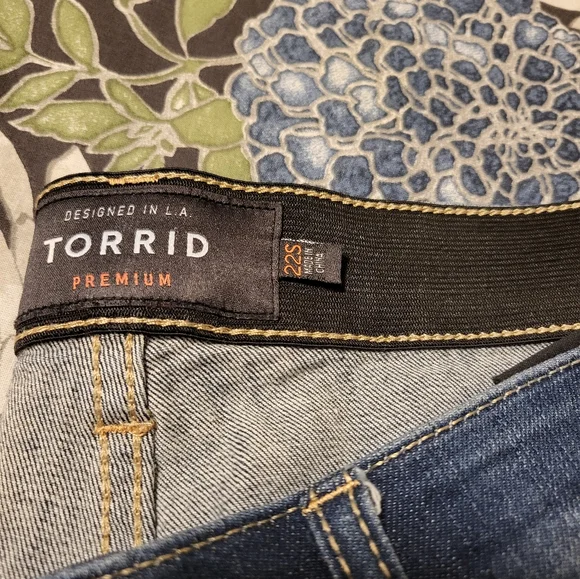 DESIGNED IN L.A.
TORRID
PREMIUM
22S
MADE IN
CHINA